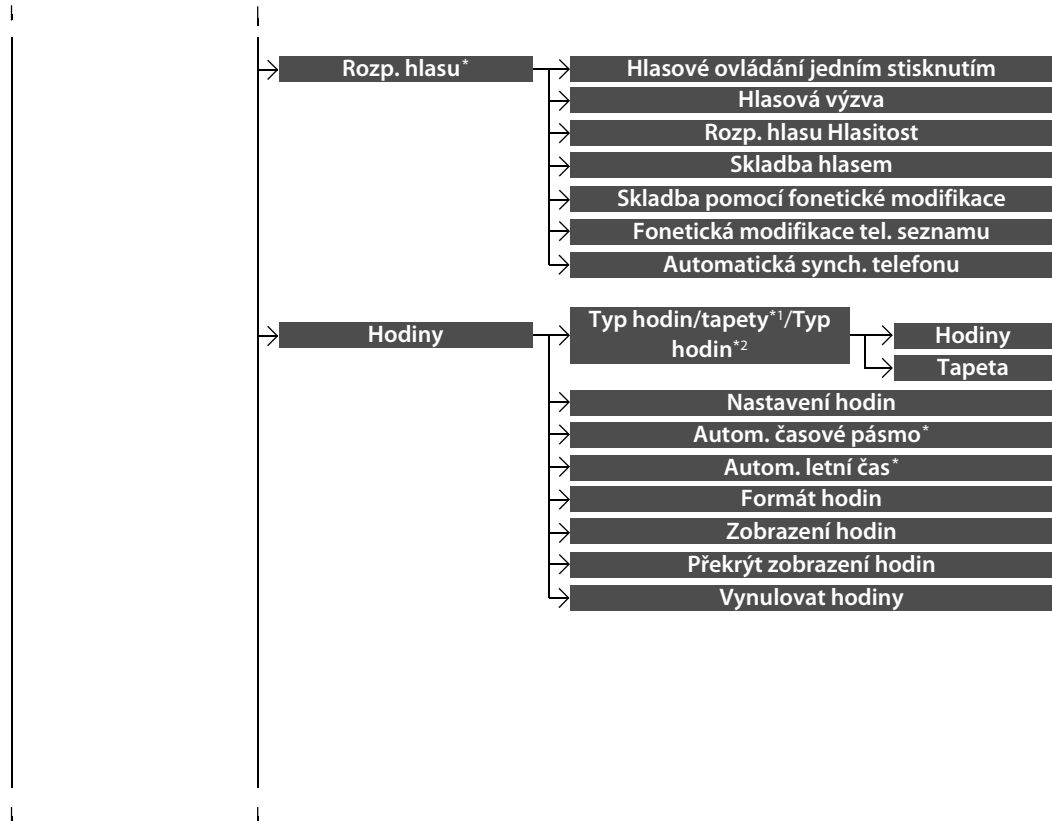 Rozp. hlasu*
Hlasové ovládání jedním stisknutím
Hlasová výzva
Rozp. hlasu Hlasitost
Skladba hlasem
Skladba pomocí fonetické modifikace
Fonetická modifikace tel. seznamu
Automatická synch. telefonu
Hodiny
Typ hodin/tapety*1/Typ
hodin*2
Hodiny
Tapeta
Nastavení hodin
Autom. časové pásmo*
Autom. letní čas*
Formát hodin
Zobrazení hodin
Překrýt zobrazení hodin
Vynulovat hodiny